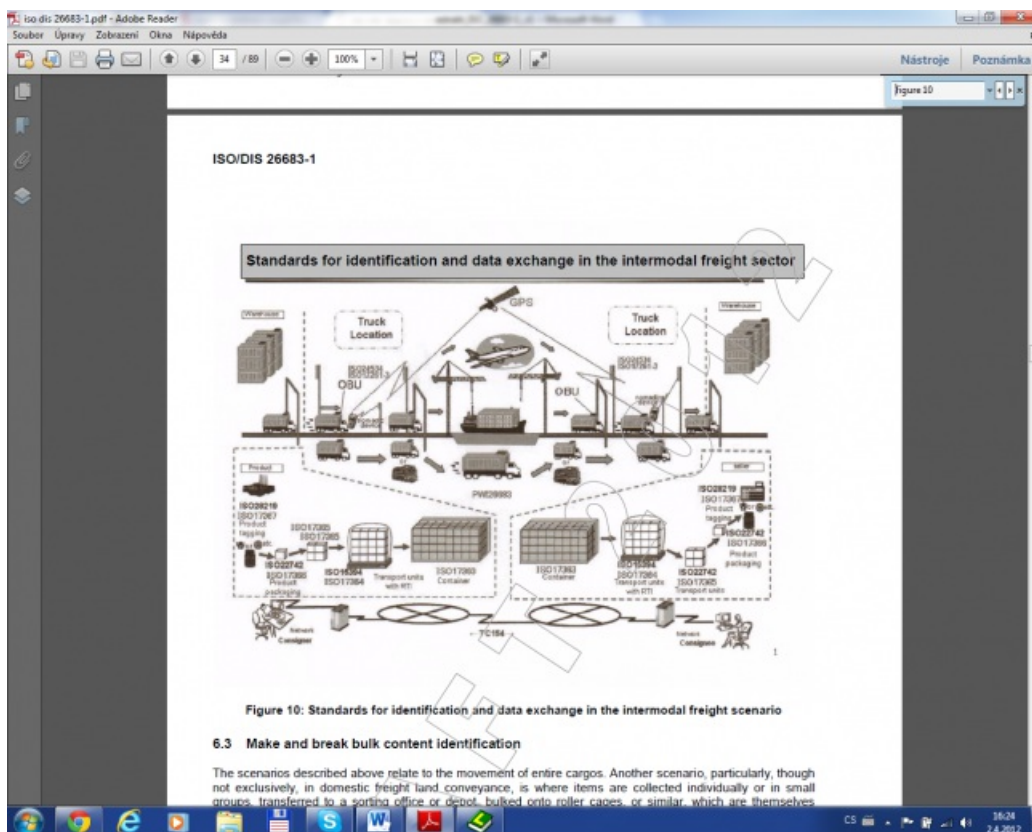 iso dis 26683-1.pdf - Adobe Reader
Soubor Úpravy Zobrazení Okna Nápověda
34 / 89 100%
Nástroje Poznámka
Figure 10
ISO/DIS 26683-1
Standards for identification and data exchange in the intermodal freight sector
GPS
Warehouse
Truck
Location
Truck
Location
Warehouse
OBU
OBU
Product
PWI26683
ISO28219
ISO17367
Product
tagging
ISO17365
ISO17365
ISO22742
ISO17366
Product
packaging
ISO15394
ISO17364
Transport units
with RTI
ISO17363
Container
ISO17363
Container
ISO15394
ISO17364
Transport units
with RTI
ISO22742
ISO17365
Transport units
ISO28219
ISO17367
Product
tagging
ISO22742
ISO17366
Product
packaging
Network
Consigner
TC154
Network
Consignee
1
Figure 10: Standards for identification and data exchange in the intermodal freight scenario
6.3 Make and break bulk content identification
The scenarios described above relate to the movement of entire cargos. Another scenario, particularly, though
not exclusively, in domestic freight land conveyance, is where items are collected individually or in small
groups, transferred to a sorting office or depot, bulked onto roller cages, or similar, which are themselves
CS
16:24
2.4.2012